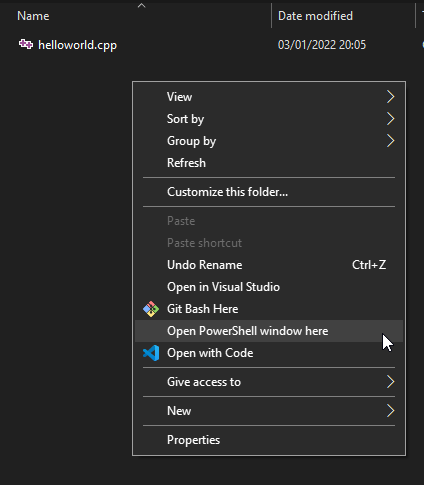 Name Date modified
helloworld.cpp 03/01/2022 20:05
View
Sort by
Group by
Refresh
Customize this folder...
Paste
Paste shortcut
Undo Rename Ctrl+Z
Open in Visual Studio
Git Bash Here
Open PowerShell window here
Open with Code
Give access to
New
Properties